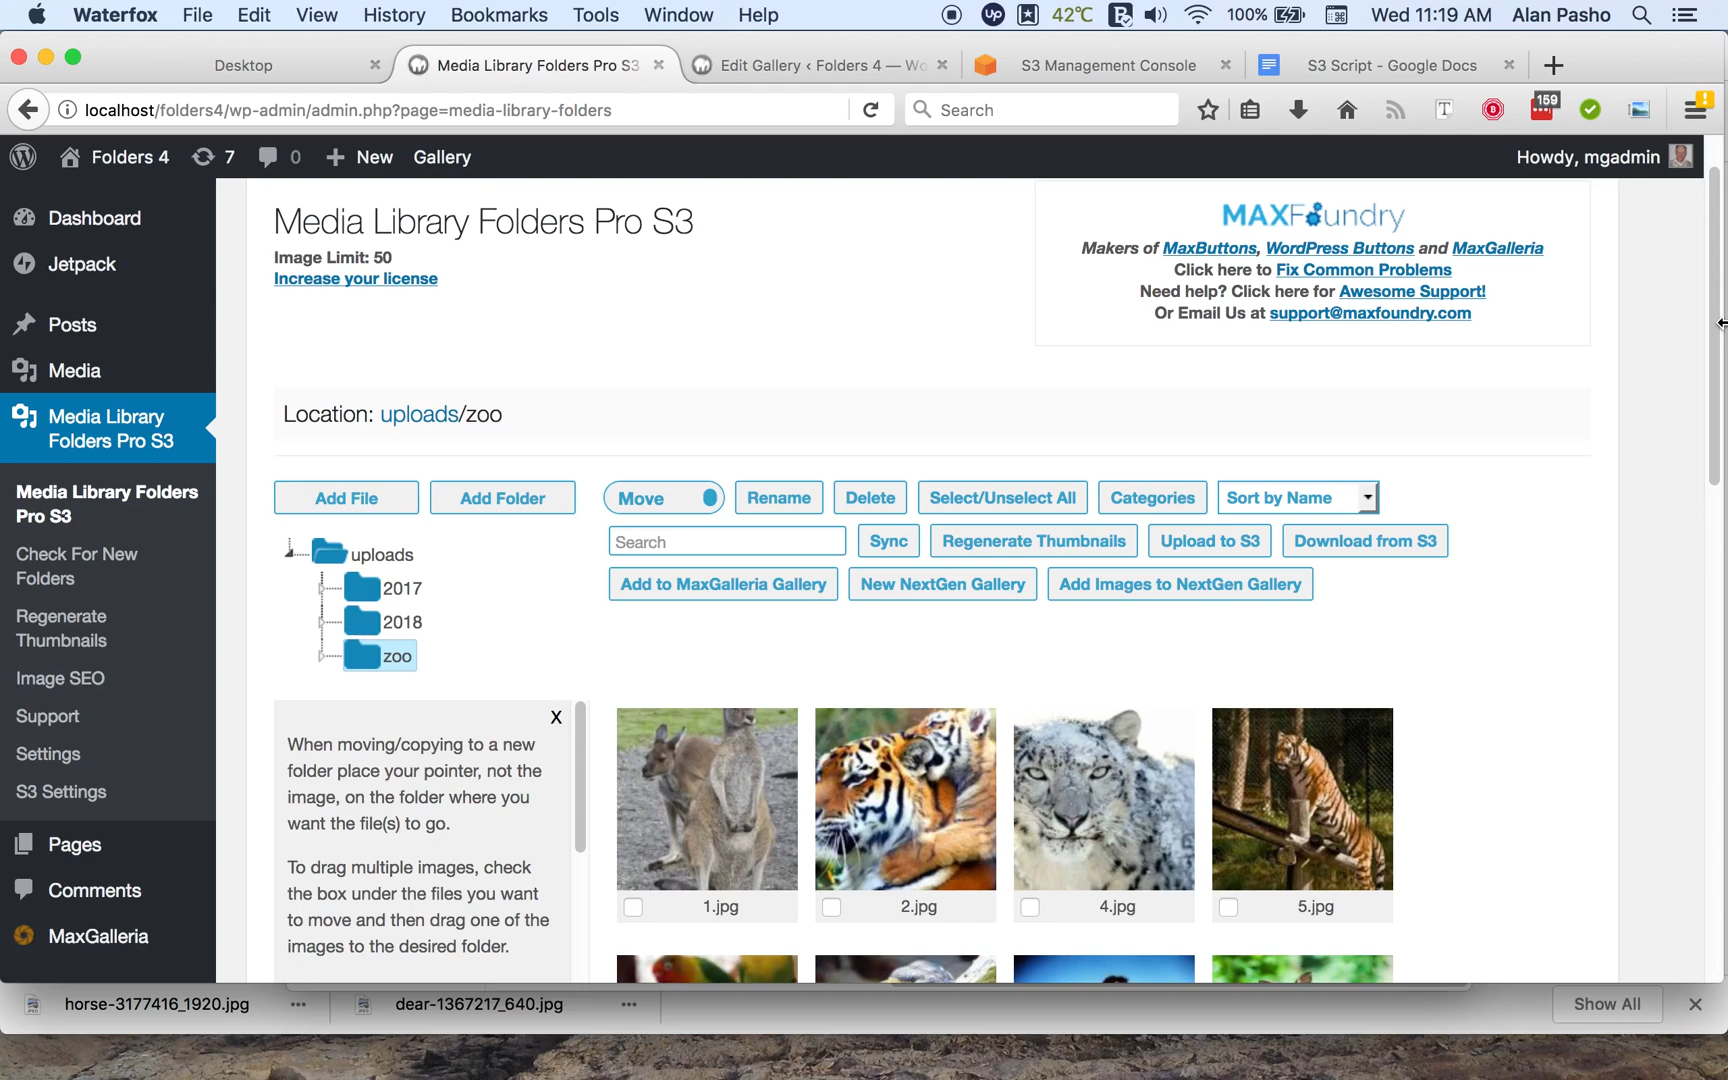 Waterfox File Edit View History Bookmarks Tools Window Help
Up 42℃ 100% Wed 11:19 AM Alan Pasho
Desktop
Media Library Folders Pro S3
Edit Gallery ‹ Folders 4 — Wo
S3 Management Console
S3 Script - Google Docs
localhost/folders4/wp-admin/admin.php?page=media-library-folders
Search
159
Folders 4 7 0 New Gallery
Howdy, mgadmin
Dashboard
Jetpack
Posts
Media
Media Library
Folders Pro S3
Media Library Folders
Pro S3
Check For New
Folders
Regenerate
Thumbnails
Image SEO
Support
Settings
S3 Settings
Pages
Comments
MaxGalleria
Media Library Folders Pro S3
Image Limit: 50
Increase your license
MAXFoundry
Makers of MaxButtons, WordPress Buttons and MaxGalleria
Click here to Fix Common Problems
Need help? Click here for Awesome Support!
Or Email Us at support@maxfoundry.com
Location: uploads/zoo
Add File
Add Folder
Move
Rename
Delete
Select/Unselect All
Categories
Sort by Name
Search
Sync
Regenerate Thumbnails
Upload to S3
Download from S3
Add to MaxGalleria Gallery
New NextGen Gallery
Add Images to NextGen Gallery
uploads
2017
2018
zoo
X
When moving/copying to a new
folder place your pointer, not the
image, on the folder where you
want the file(s) to go.
To drag multiple images, check
the box under the files you want
to move and then drag one of the
images to the desired folder.
1.jpg
2.jpg
4.jpg
5.jpg
horse-3177416_1920.jpg
dear-1367217_640.jpg
Show All